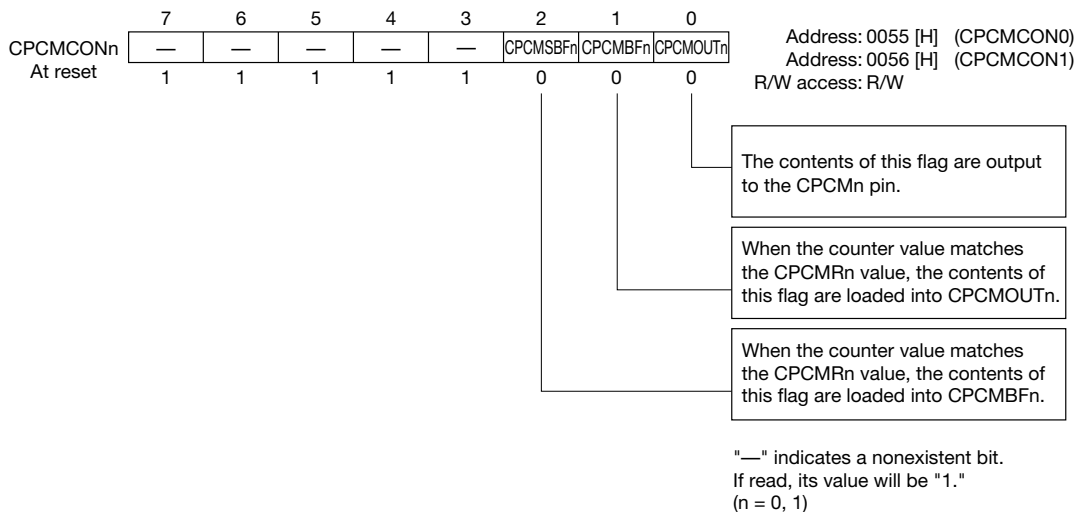 7 6 5 4 3 2 1 0
CPCMCONn — — — — — CPCMSBFn CPCMBFn CPCMOUTn
At reset 1 1 1 1 1 0 0 0
Address: 0055 [H] (CPCMCON0)
Address: 0056 [H] (CPCMCON1)
R/W access: R/W
The contents of this flag are output
to the CPCMn pin.
When the counter value matches
the CPCMRn value, the contents of
this flag are loaded into CPCMOUTn.
When the counter value matches
the CPCMRn value, the contents of
this flag are loaded into CPCMBFn.
"—" indicates a nonexistent bit.
If read, its value will be "1."
(n = 0, 1)